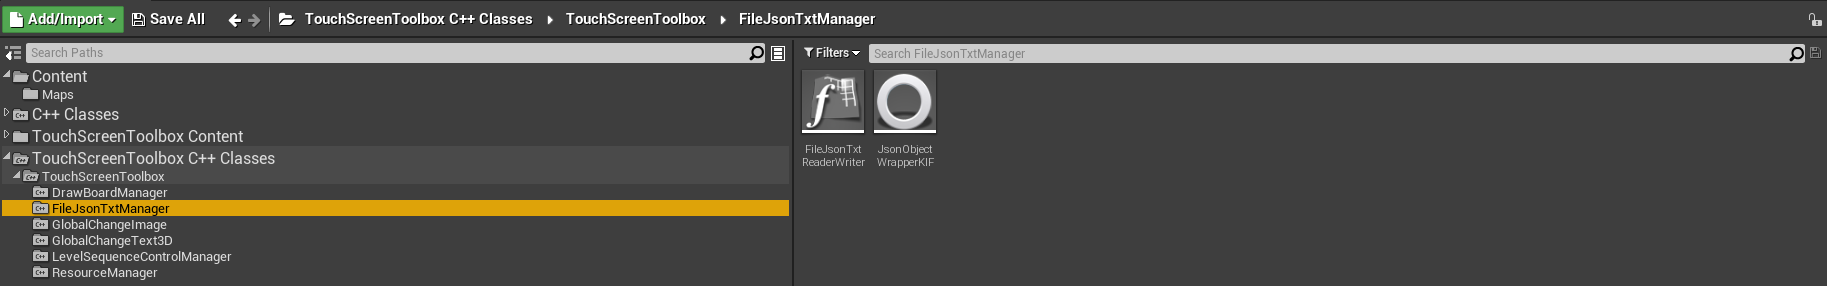 Add/Import Save All TouchScreenToolbox C++ Classes TouchScreenToolbox FileJsonTxtManager
Search Paths
Content
Maps
C++ Classes
TouchScreenToolbox Content
TouchScreenToolbox C++ Classes
TouchScreenToolbox
DrawBoardManager
FileJsonTxtManager
GlobalChangeImage
GlobalChangeText3D
LevelSequenceControlManager
ResourceManager
Filters Search FileJsonTxtManager
FileJsonTxt
ReaderWriter
JsonObject
WrapperKIF